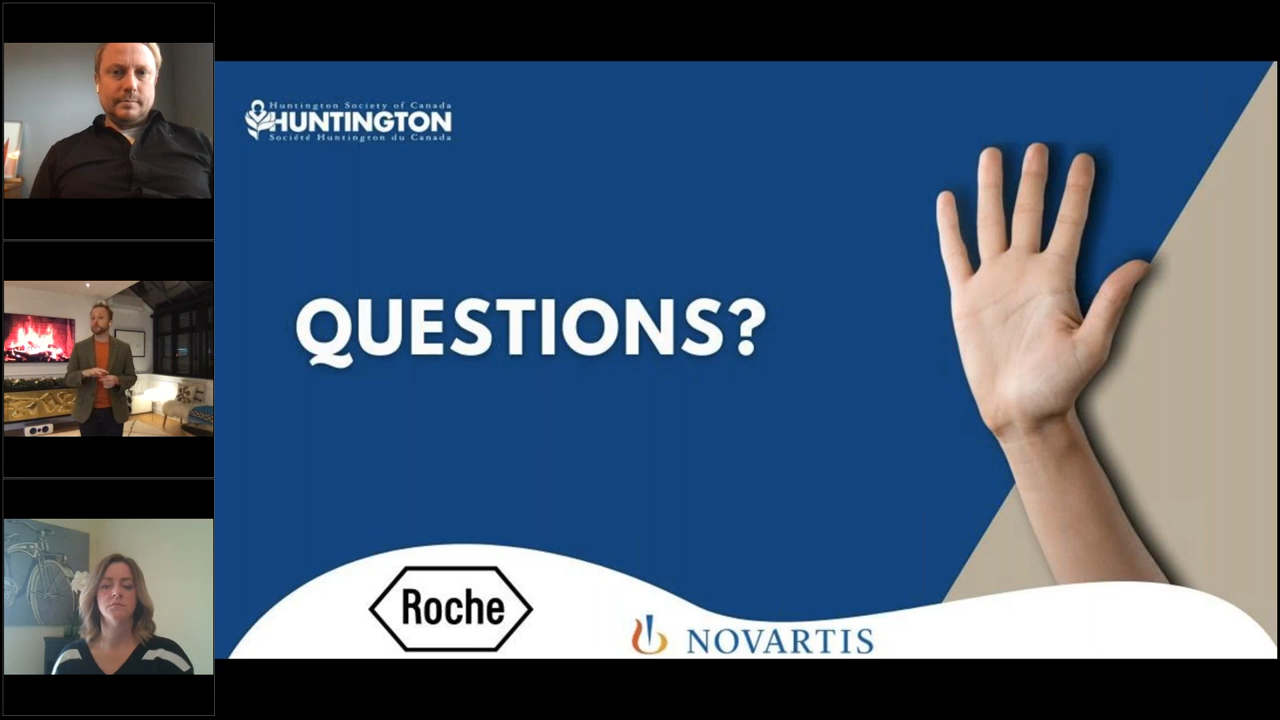 Huntington Society of Canada
HUNTINGTON
Société Huntington du Canada
QUESTIONS?
Roche
NOVARTIS